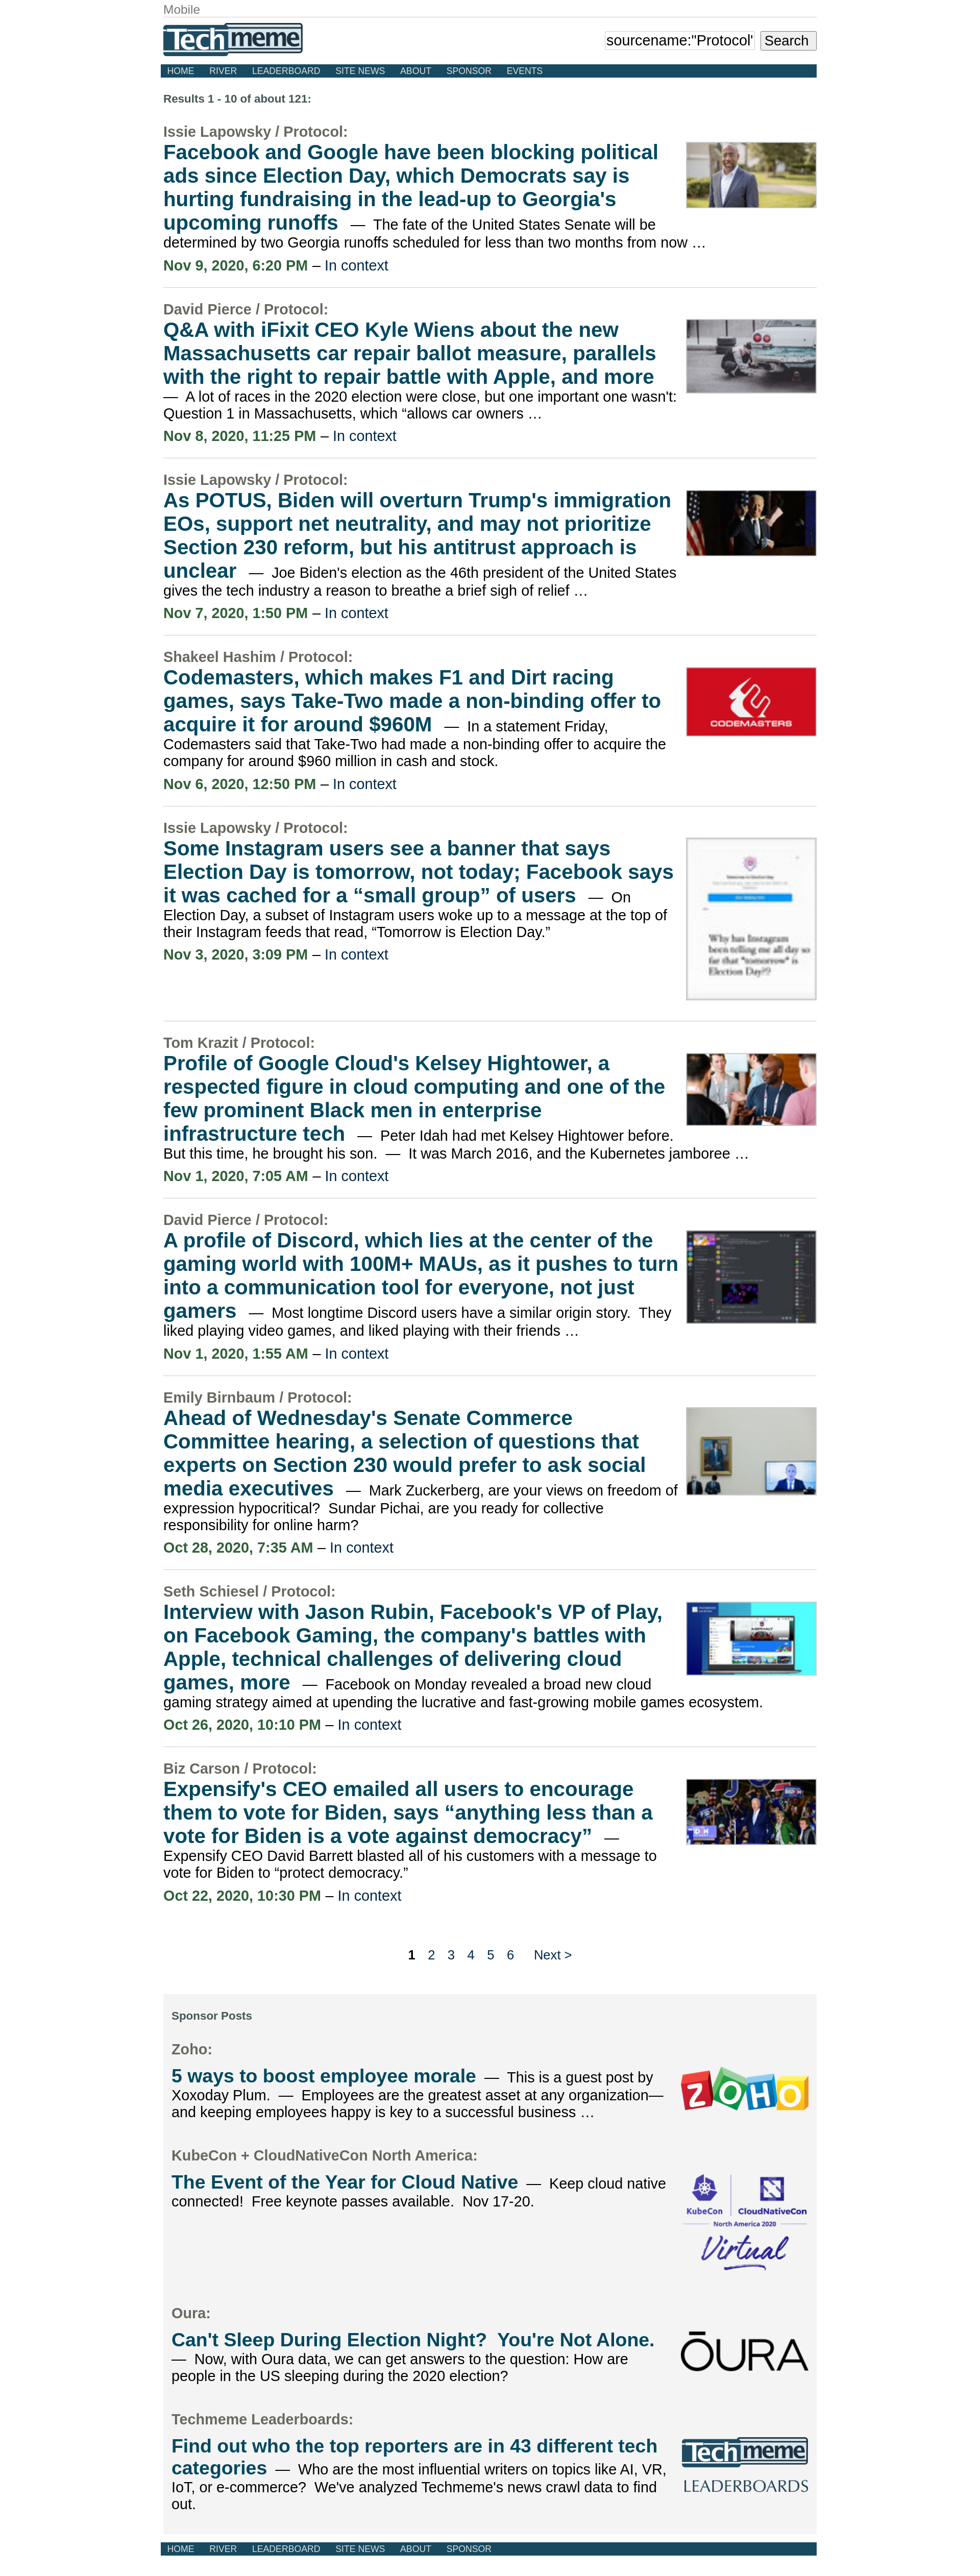 Mobile
Techmeme
sourcename:"Protocol" Search
HOME RIVER LEADERBOARD SITE NEWS ABOUT SPONSOR EVENTS
Results 1 - 10 of about 121:
Issie Lapowsky / Protocol:
Facebook and Google have been blocking political
ads since Election Day, which Democrats say is
hurting fundraising in the lead-up to Georgia's
upcoming runoffs — The fate of the United States Senate will be
determined by two Georgia runoffs scheduled for less than two months from now …
Nov 9, 2020, 6:20 PM – In context
David Pierce / Protocol:
Q&A with iFixit CEO Kyle Wiens about the new
Massachusetts car repair ballot measure, parallels
with the right to repair battle with Apple, and more
— A lot of races in the 2020 election were close, but one important one wasn't:
Question 1 in Massachusetts, which “allows car owners …
Nov 8, 2020, 11:25 PM – In context
Issie Lapowsky / Protocol:
As POTUS, Biden will overturn Trump's immigration
EOs, support net neutrality, and may not prioritize
Section 230 reform, but his antitrust approach is
unclear — Joe Biden's election as the 46th president of the United States
gives the tech industry a reason to breathe a brief sigh of relief …
Nov 7, 2020, 1:50 PM – In context
Shakeel Hashim / Protocol:
Codemasters, which makes F1 and Dirt racing
games, says Take-Two made a non-binding offer to
acquire it for around $960M — In a statement Friday,
Codemasters said that Take-Two had made a non-binding offer to acquire the
company for around $960 million in cash and stock.
CODEMASTERS
Nov 6, 2020, 12:50 PM – In context
Issie Lapowsky / Protocol:
Some Instagram users see a banner that says
Election Day is tomorrow, not today; Facebook says
it was cached for a “small group” of users — On
Election Day, a subset of Instagram users woke up to a message at the top of
their Instagram feeds that read, “Tomorrow is Election Day.”
Nov 3, 2020, 3:09 PM – In context
Why has Instagram
been telling me all day so
far that "tomorrow" is
Election Day??
Tom Krazit / Protocol:
Profile of Google Cloud's Kelsey Hightower, a
respected figure in cloud computing and one of the
few prominent Black men in enterprise
infrastructure tech — Peter Idah had met Kelsey Hightower before.
But this time, he brought his son. — It was March 2016, and the Kubernetes jamboree …
Nov 1, 2020, 7:05 AM – In context
David Pierce / Protocol:
A profile of Discord, which lies at the center of the
gaming world with 100M+ MAUs, as it pushes to turn
into a communication tool for everyone, not just
gamers — Most longtime Discord users have a similar origin story. They
liked playing video games, and liked playing with their friends …
Nov 1, 2020, 1:55 AM – In context
Emily Birnbaum / Protocol:
Ahead of Wednesday's Senate Commerce
Committee hearing, a selection of questions that
experts on Section 230 would prefer to ask social
media executives — Mark Zuckerberg, are your views on freedom of
expression hypocritical? Sundar Pichai, are you ready for collective
responsibility for online harm?
Oct 28, 2020, 7:35 AM – In context
Seth Schiesel / Protocol:
Interview with Jason Rubin, Facebook's VP of Play,
on Facebook Gaming, the company's battles with
Apple, technical challenges of delivering cloud
games, more — Facebook on Monday revealed a broad new cloud
gaming strategy aimed at upending the lucrative and fast-growing mobile games ecosystem.
Oct 26, 2020, 10:10 PM – In context
Biz Carson / Protocol:
Expensify's CEO emailed all users to encourage
them to vote for Biden, says “anything less than a
vote for Biden is a vote against democracy” —
Expensify CEO David Barrett blasted all of his customers with a message to
vote for Biden to “protect democracy.”
Oct 22, 2020, 10:30 PM – In context
1 2 3 4 5 6 Next >
Sponsor Posts
Zoho:
5 ways to boost employee morale — This is a guest post by
Xoxoday Plum. — Employees are the greatest asset at any organization—
and keeping employees happy is key to a successful business …
ZOHO
KubeCon + CloudNativeCon North America:
The Event of the Year for Cloud Native — Keep cloud native
connected! Free keynote passes available. Nov 17-20.
KubeCon CloudNativeCon
North America 2020
Virtual
Oura:
Can't Sleep During Election Night? You're Not Alone.
— Now, with Oura data, we can get answers to the question: How are
people in the US sleeping during the 2020 election?
ŌURA
Techmeme Leaderboards:
Find out who the top reporters are in 43 different tech
categories — Who are the most influential writers on topics like AI, VR,
IoT, or e-commerce? We've analyzed Techmeme's news crawl data to find
out.
Techmeme
LEADERBOARDS
HOME RIVER LEADERBOARD SITE NEWS ABOUT SPONSOR